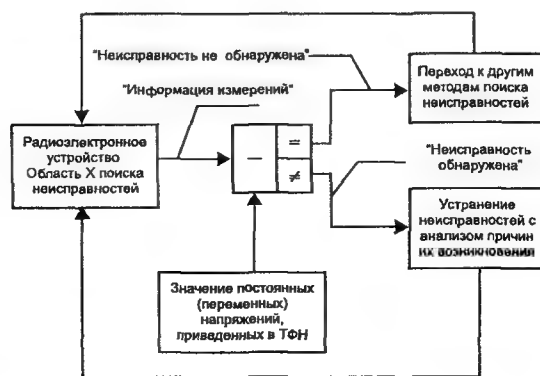 "Неисправность не обнаружена"
"Информация измерений"
Радиоэлектронное
устройство
Область X поиска
неисправностей
–
=
≠
Переход к другим
методам поиска
неисправностей
"Неисправность
обнаружена"
Устранение
неисправностей с
анализом причин
их возникновения
Значение постоянных
(переменных)
напряжений,
приведенных в ТФН